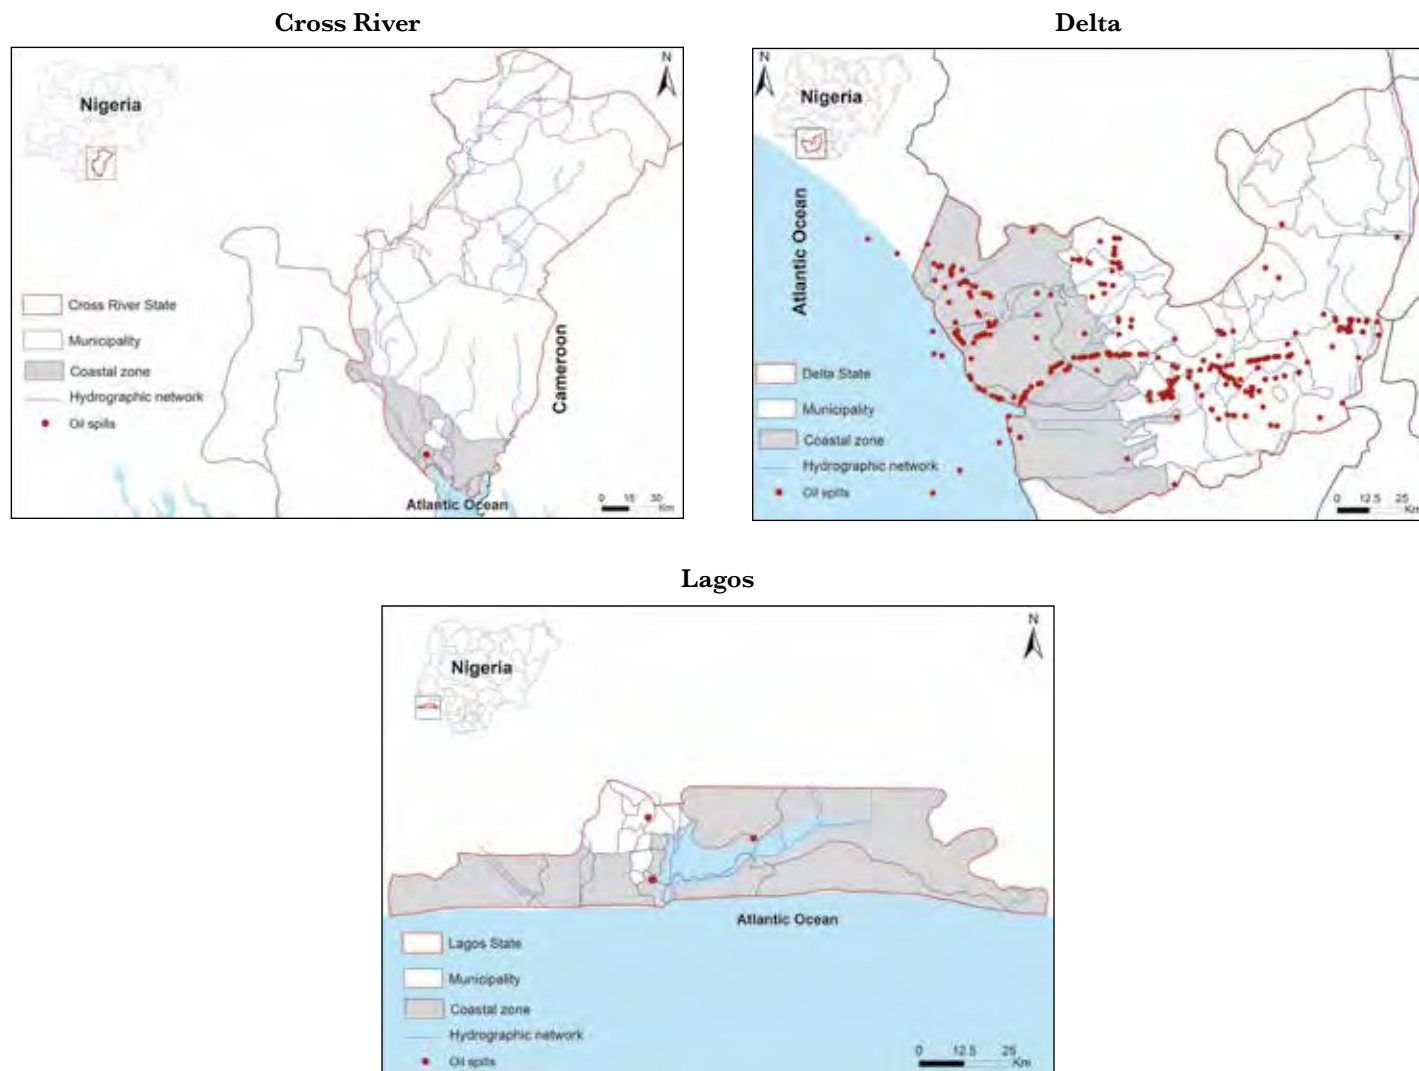 Cross River
N
Nigeria
Cross River State
Municipality
Coastal zone
Hydrographic network
Oil spills
Cameroon
Atlantic Ocean
0 15 30
Km
Delta
N
Nigeria
Atlantic Ocean
Delta State
Municipality
Coastal zone
Hydrographic network
Oil spills
0 12.5 25
Km
Lagos
N
Nigeria
Atlantic Ocean
Lagos State
Municipality
Coastal zone
Hydrographic network
Oil spills
0 12.5 25
Km